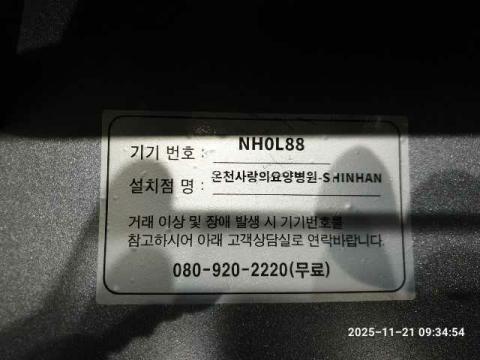 기기 번호 : NH0L88
설치점 명 : 온천사랑의요양병원-SHINHAN
거래 이상 및 장애 발생 시 기기번호를
참고하시어 아래 고객상담실로 연락바랍니다.
080-920-2220(무료)
2025-11-21 09:34:54